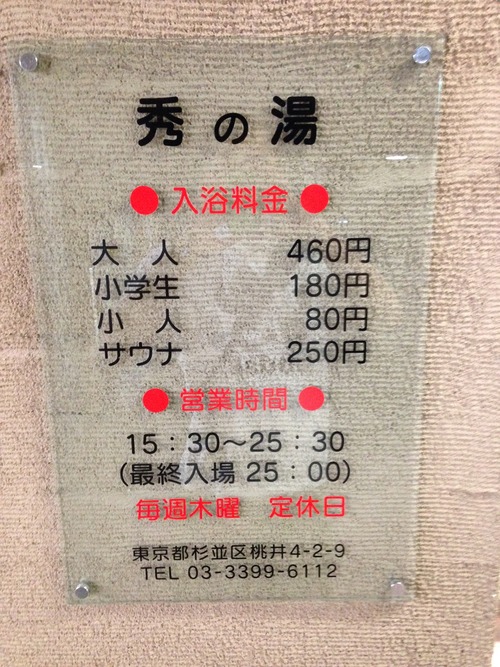 秀の湯
●入浴料金●
大　人　460円
小学生　180円
小　人　80円
サウナ　250円
●営業時間●
15：30～25：30
（最終入場 25：00）
毎週木曜　定休日
東京都杉並区桃井4-2-9
TEL 03-3399-6112